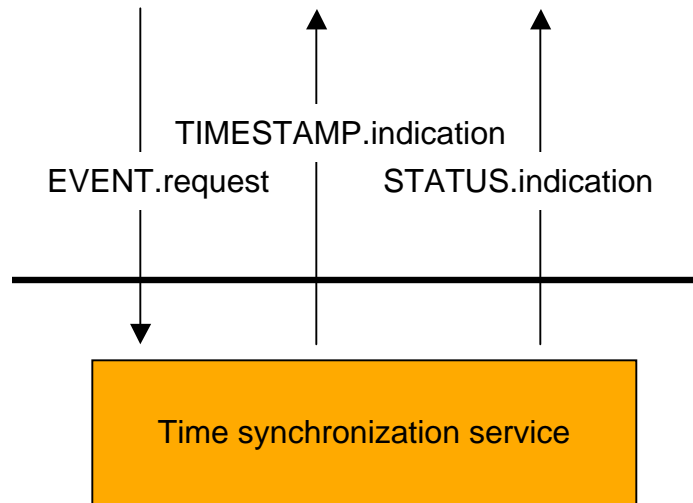 TIMESTAMP.indication
EVENT.request
STATUS.indication
Time synchronization service